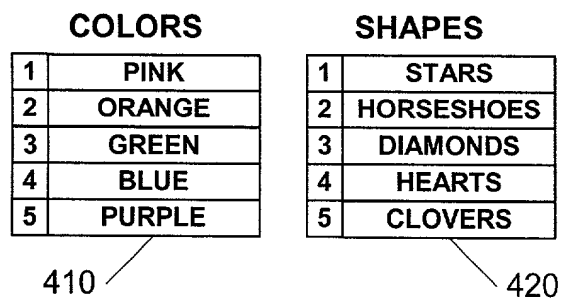 COLORS
1 PINK
2 ORANGE
3 GREEN
4 BLUE
5 PURPLE
410
SHAPES
1 STARS
2 HORSESHOES
3 DIAMONDS
4 HEARTS
5 CLOVERS
420